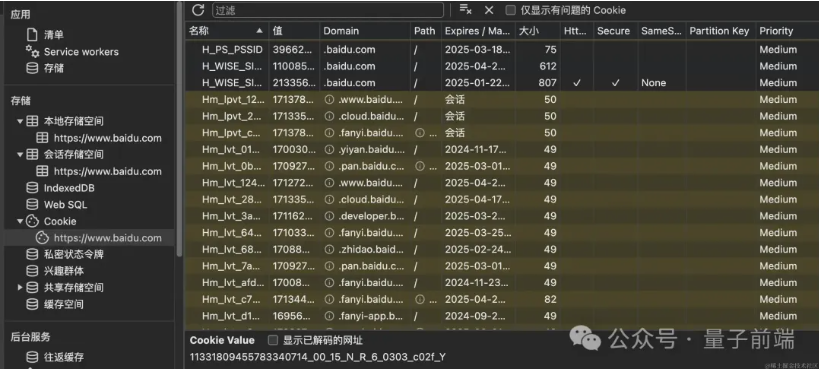 应用
清单
Service workers
存储
存储
本地存储空间
https://www.baidu.com
会话存储空间
https://www.baidu.com
IndexedDB
Web SQL
Cookie
https://www.baidu.com
私密状态令牌
兴趣群体
共享存储空间
缓存空间
后台服务
往返缓存
过滤 仅显示有问题的 Cookie
名称 值 Domain Path Expires / Ma... 大小 Htt... Secure SameS... Partition Key Priority
H_PS_PSSID 39662... .baidu.com / 2025-03-18... 75 Medium
H_WISE_SI... 110085... .baidu.com / 2025-04-2... 612 Medium
H_WISE_SI... 213356... .baidu.com / 2025-01-22... 807 ✓ ✓ None Medium
Hm_lpvt_12... 171378... .www.baidu.... / 会话 50 Medium
Hm_lpvt_2... 171335... .cloud.baidu.... / 会话 50 Medium
Hm_lpvt_c... 171378... .fanyi.baidu.... ... 会话 50 Medium
Hm_lvt_01... 170030... .yiyan.baidu.... / 2024-11-17... 49 Medium
Hm_lvt_0b... 170927... .pan.baidu.c... ... 2025-03-01... 49 Medium
Hm_lvt_124... 171272... .www.baidu.... / 2025-04-2... 49 Medium
Hm_lvt_28... 171335... .cloud.baidu.... / 2025-04-17... 49 Medium
Hm_lvt_3a... 171162... .developer.b... / 2025-03-2... 49 Medium
Hm_lvt_64... 171033... .fanyi.baidu.... / 2025-03-25... 49 Medium
Hm_lvt_68... 17088... .zhidao.baid... / 2025-02-24... 49 Medium
Hm_lvt_7a... 170927... .pan.baidu.c... / 2025-03-01... 49 Medium
Hm_lvt_afd... 17008... .fanyi.baidu.... / 2024-11-23... 49 Medium
Hm_lvt_c7... 171344... .fanyi.baidu.... ... 2025-04-2... 82 Medium
Hm_lvt_d1... 16956... .fanyi-app.b... / 2024-09-2... 49 Medium
Cookie Value 显示已解码的网址
11331809455783340714_00_15_N_R_6_0303_c02f_Y
公众号 · 量子前端
@稀土掘金技术社区